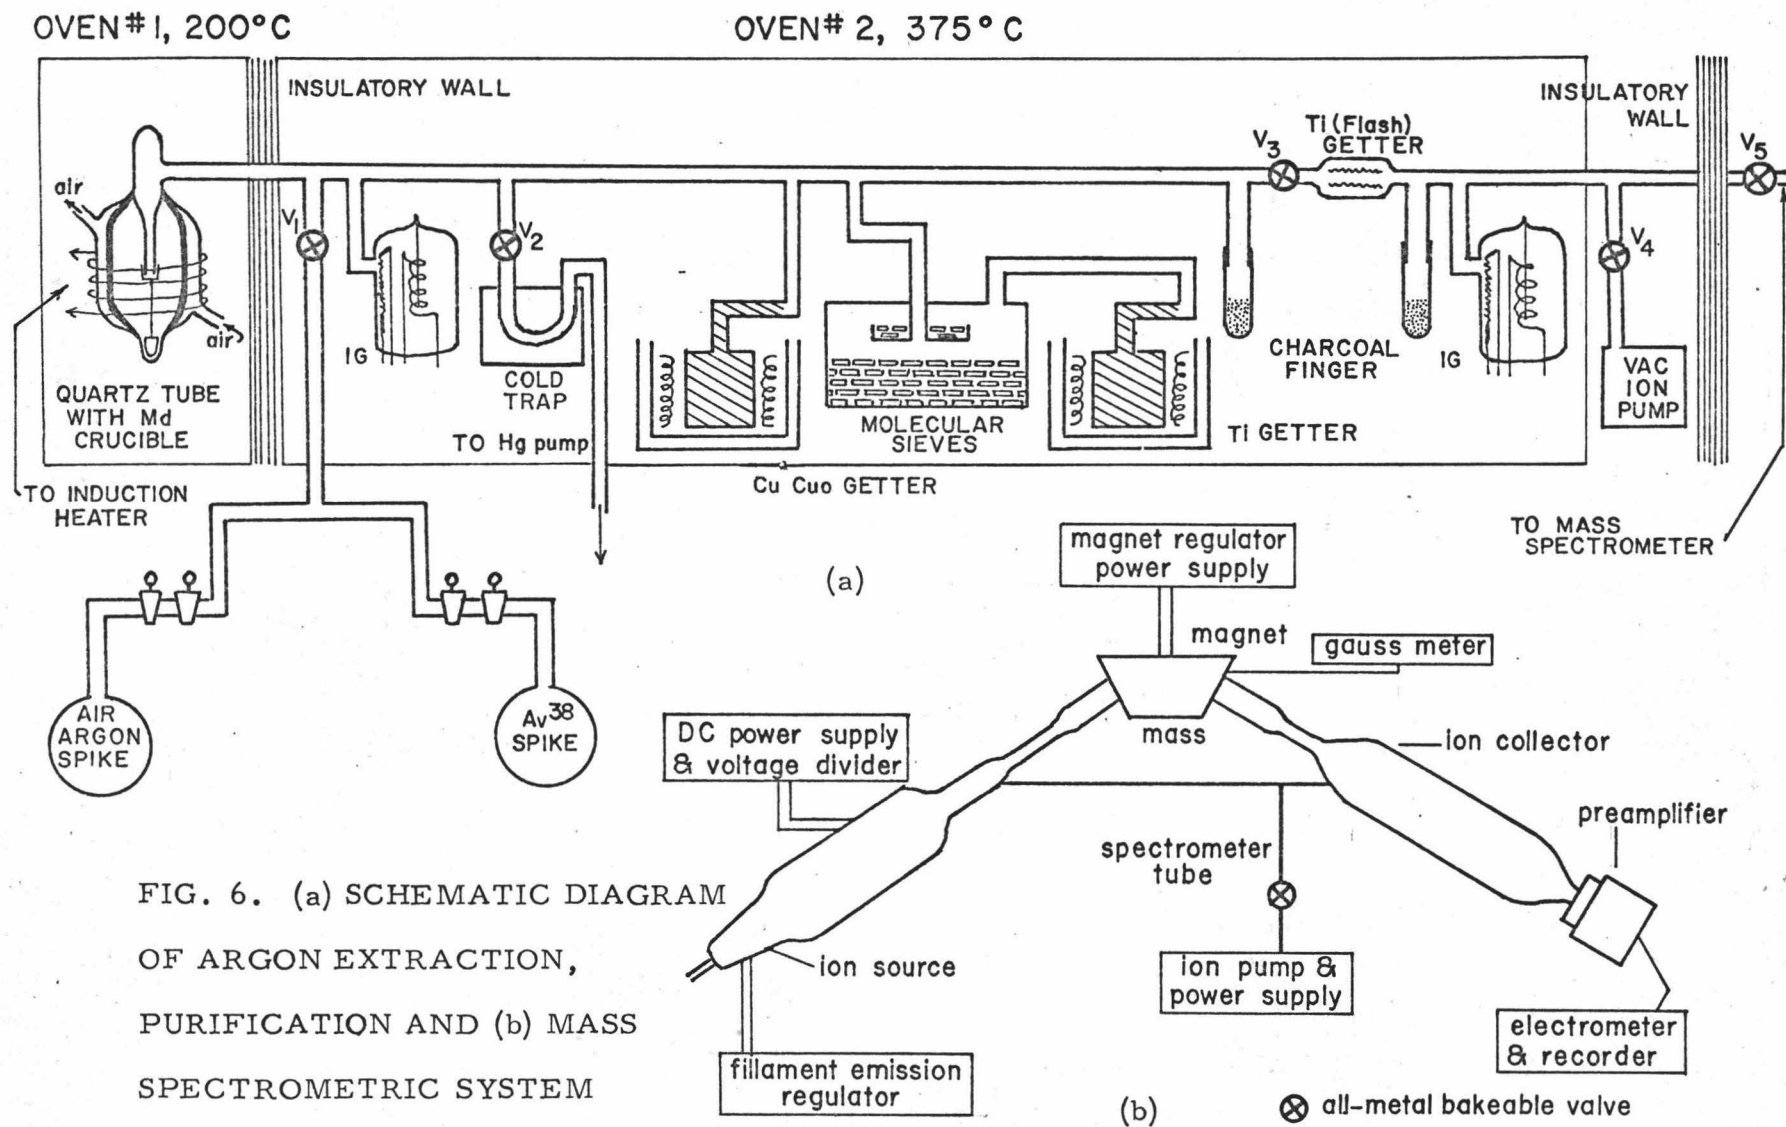 OVEN#1, 200°C
OVEN#2, 375°C
INSULATORY WALL
INSULATORY
WALL
Ti (Flash)
GETTER
V3
V5
air
V1
V2
V4
air
IG
COLD
TRAP
QUARTZ TUBE
WITH Md
CRUCIBLE
TO Hg pump
MOLECULAR
SIEVES
Ti GETTER
CHARCOAL
FINGER
IG
VAC
ION
PUMP
Cu Cuo GETTER
TO INDUCTION
HEATER
TO MASS
SPECTROMETER
(a)
AIR
ARGON
SPIKE
Av38
SPIKE
magnet regulator
power supply
magnet
gauss meter
mass
DC power supply
& voltage divider
ion collector
preamplifier
spectrometer
tube
ion source
ion pump &
power supply
electrometer
& recorder
fillament emission
regulator
(b)
all-metal bakeable valve
FIG. 6. (a) SCHEMATIC DIAGRAM
OF ARGON EXTRACTION,
PURIFICATION AND (b) MASS
SPECTROMETRIC SYSTEM